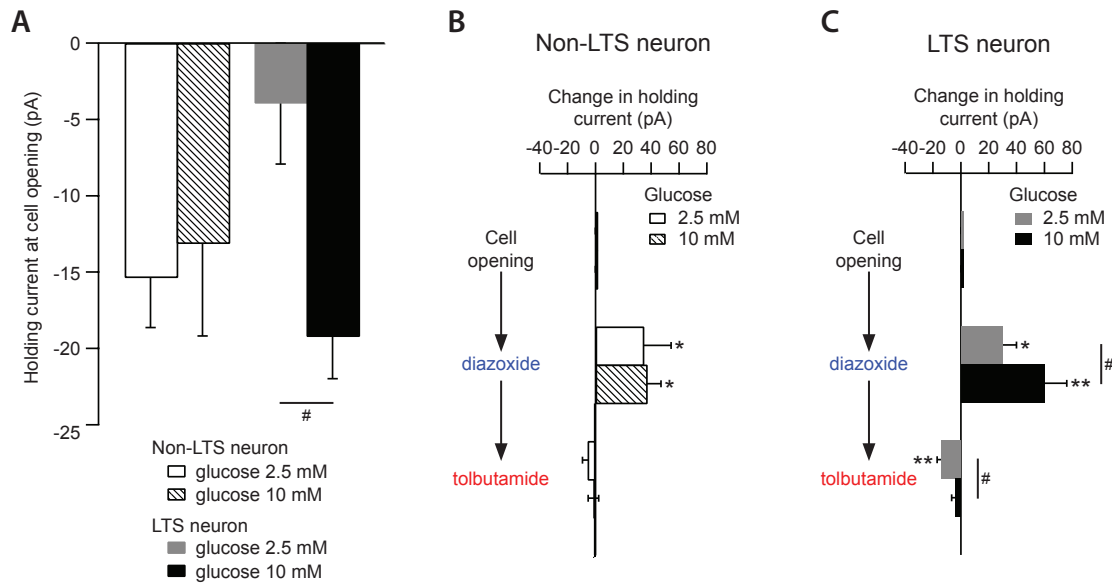 A
Holding current at cell opening (pA)
-0
-5
-10
-15
-20
-25
#
Non-LTS neuron
glucose 2.5 mM
glucose 10 mM
LTS neuron
glucose 2.5 mM
glucose 10 mM
B
Non-LTS neuron
Change in holding
current (pA)
-40 -20 0 20 40 60 80
Glucose
2.5 mM
10 mM
Cell
opening
diazoxide
*
*
tolbutamide
C
LTS neuron
Change in holding
current (pA)
-40 -20 0 20 40 60 80
Glucose
2.5 mM
10 mM
Cell
opening
diazoxide
*
**
#
tolbutamide
**
#